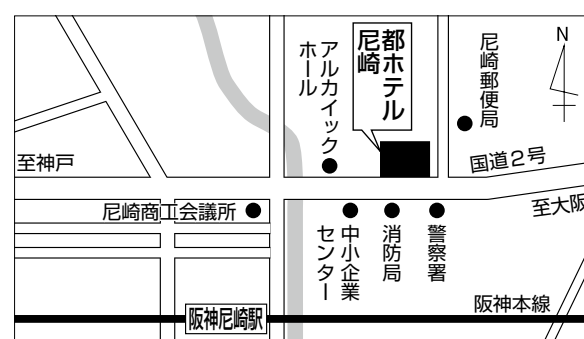 都ホテル
尼崎
アルカイック
ホール
尼崎郵便局
N
国道2号
至神戸
至大阪
尼崎商工会議所
中小企業
センター
消防局
警察署
阪神本線
阪神尼崎駅